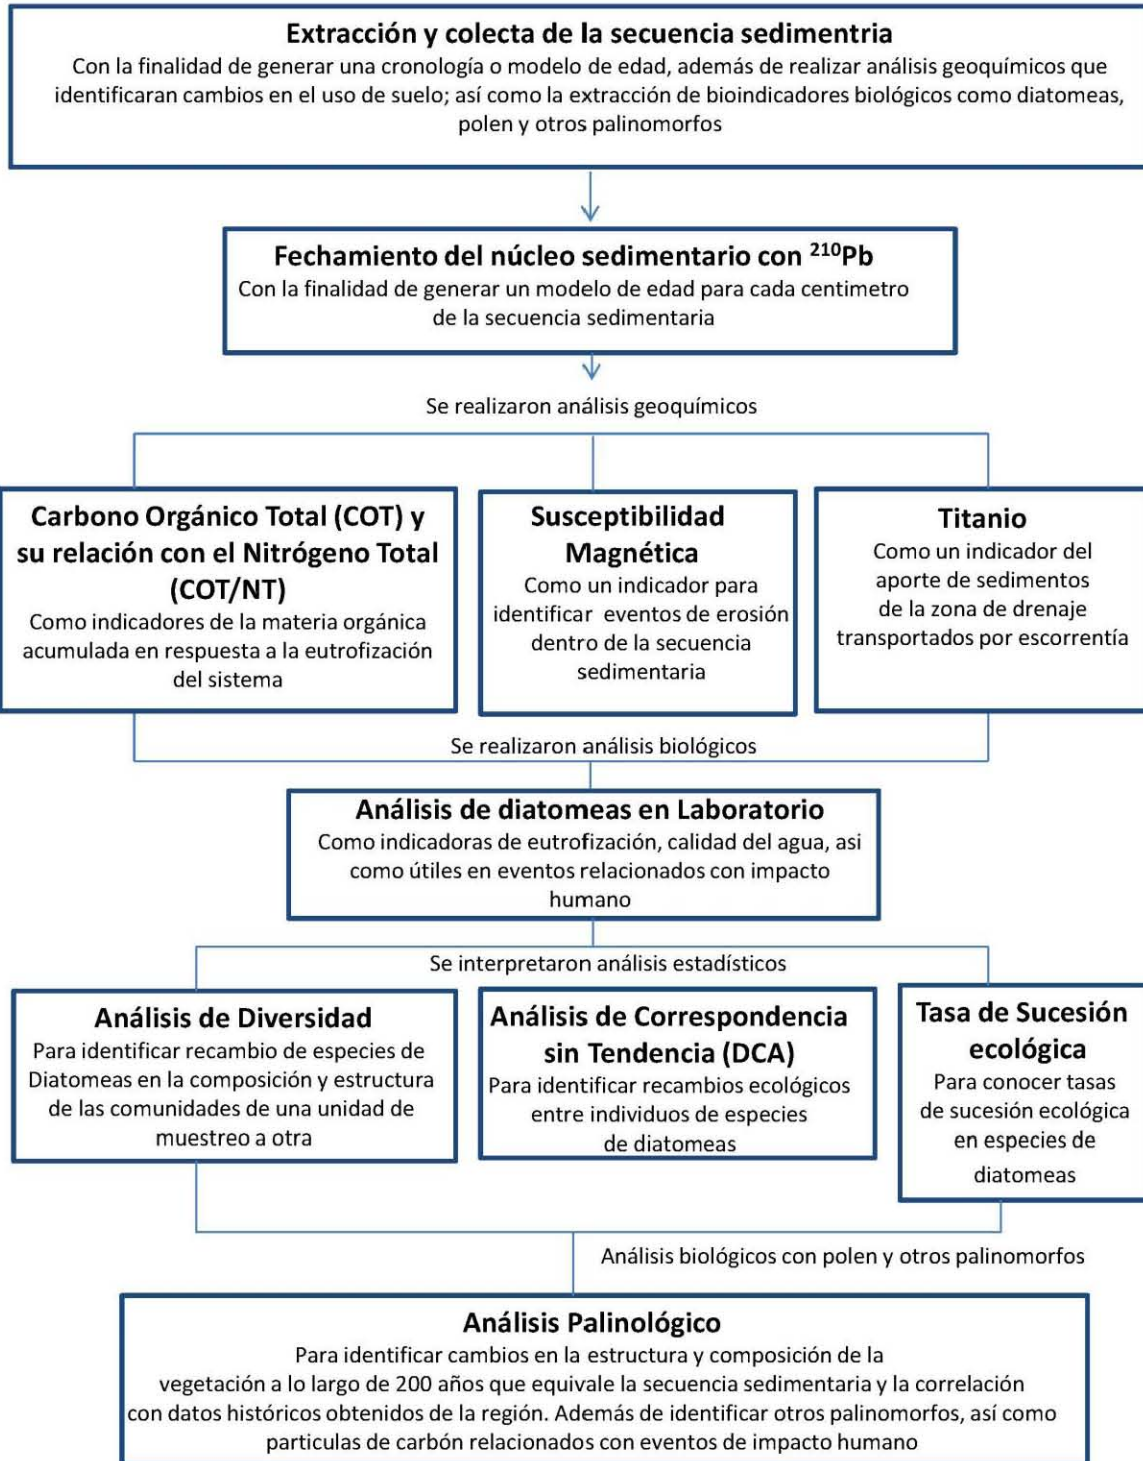 Extracción y colecta de la secuencia sedimentria
Con la finalidad de generar una cronología o modelo de edad, además de realizar análisis geoquímicos que
identificaran cambios en el uso de suelo; así como la extracción de bioindicadores biológicos como diatomeas,
polen y otros palinomorfos
Fechamiento del núcleo sedimentario con ²¹⁰Pb
Con la finalidad de generar un modelo de edad para cada centimetro
de la secuencia sedimentaria
Se realizaron análisis geoquímicos
Carbono Orgánico Total (COT) y
su relación con el Nitrógeno Total
(COT/NT)
Como indicadores de la materia orgánica
acumulada en respuesta a la eutrofización
del sistema
Susceptibilidad
Magnética
Como un indicador para
identificar eventos de erosión
dentro de la secuencia
sedimentaria
Titanio
Como un indicador del
aporte de sedimentos
de la zona de drenaje
transportados por escorrentía
Se realizaron análisis biológicos
Análisis de diatomeas en Laboratorio
Como indicadoras de eutrofización, calidad del agua, asi
como útiles en eventos relacionados con impacto
humano
Se interpretaron análisis estadísticos
Análisis de Diversidad
Para identificar recambio de especies de
Diatomeas en la composición y estructura
de las comunidades de una unidad de
muestreo a otra
Análisis de Correspondencia
sin Tendencia (DCA)
Para identificar recambios ecológicos
entre individuos de especies
de diatomeas
Tasa de Sucesión
ecológica
Para conocer tasas
de sucesión ecológica
en especies de
diatomeas
Análisis biológicos con polen y otros palinomorfos
Análisis Palinológico
Para identificar cambios en la estructura y composición de la
vegetación a lo largo de 200 años que equivale la secuencia sedimentaria y la correlación
con datos históricos obtenidos de la región. Además de identificar otros palinomorfos, así como
particulas de carbón relacionados con eventos de impacto humano